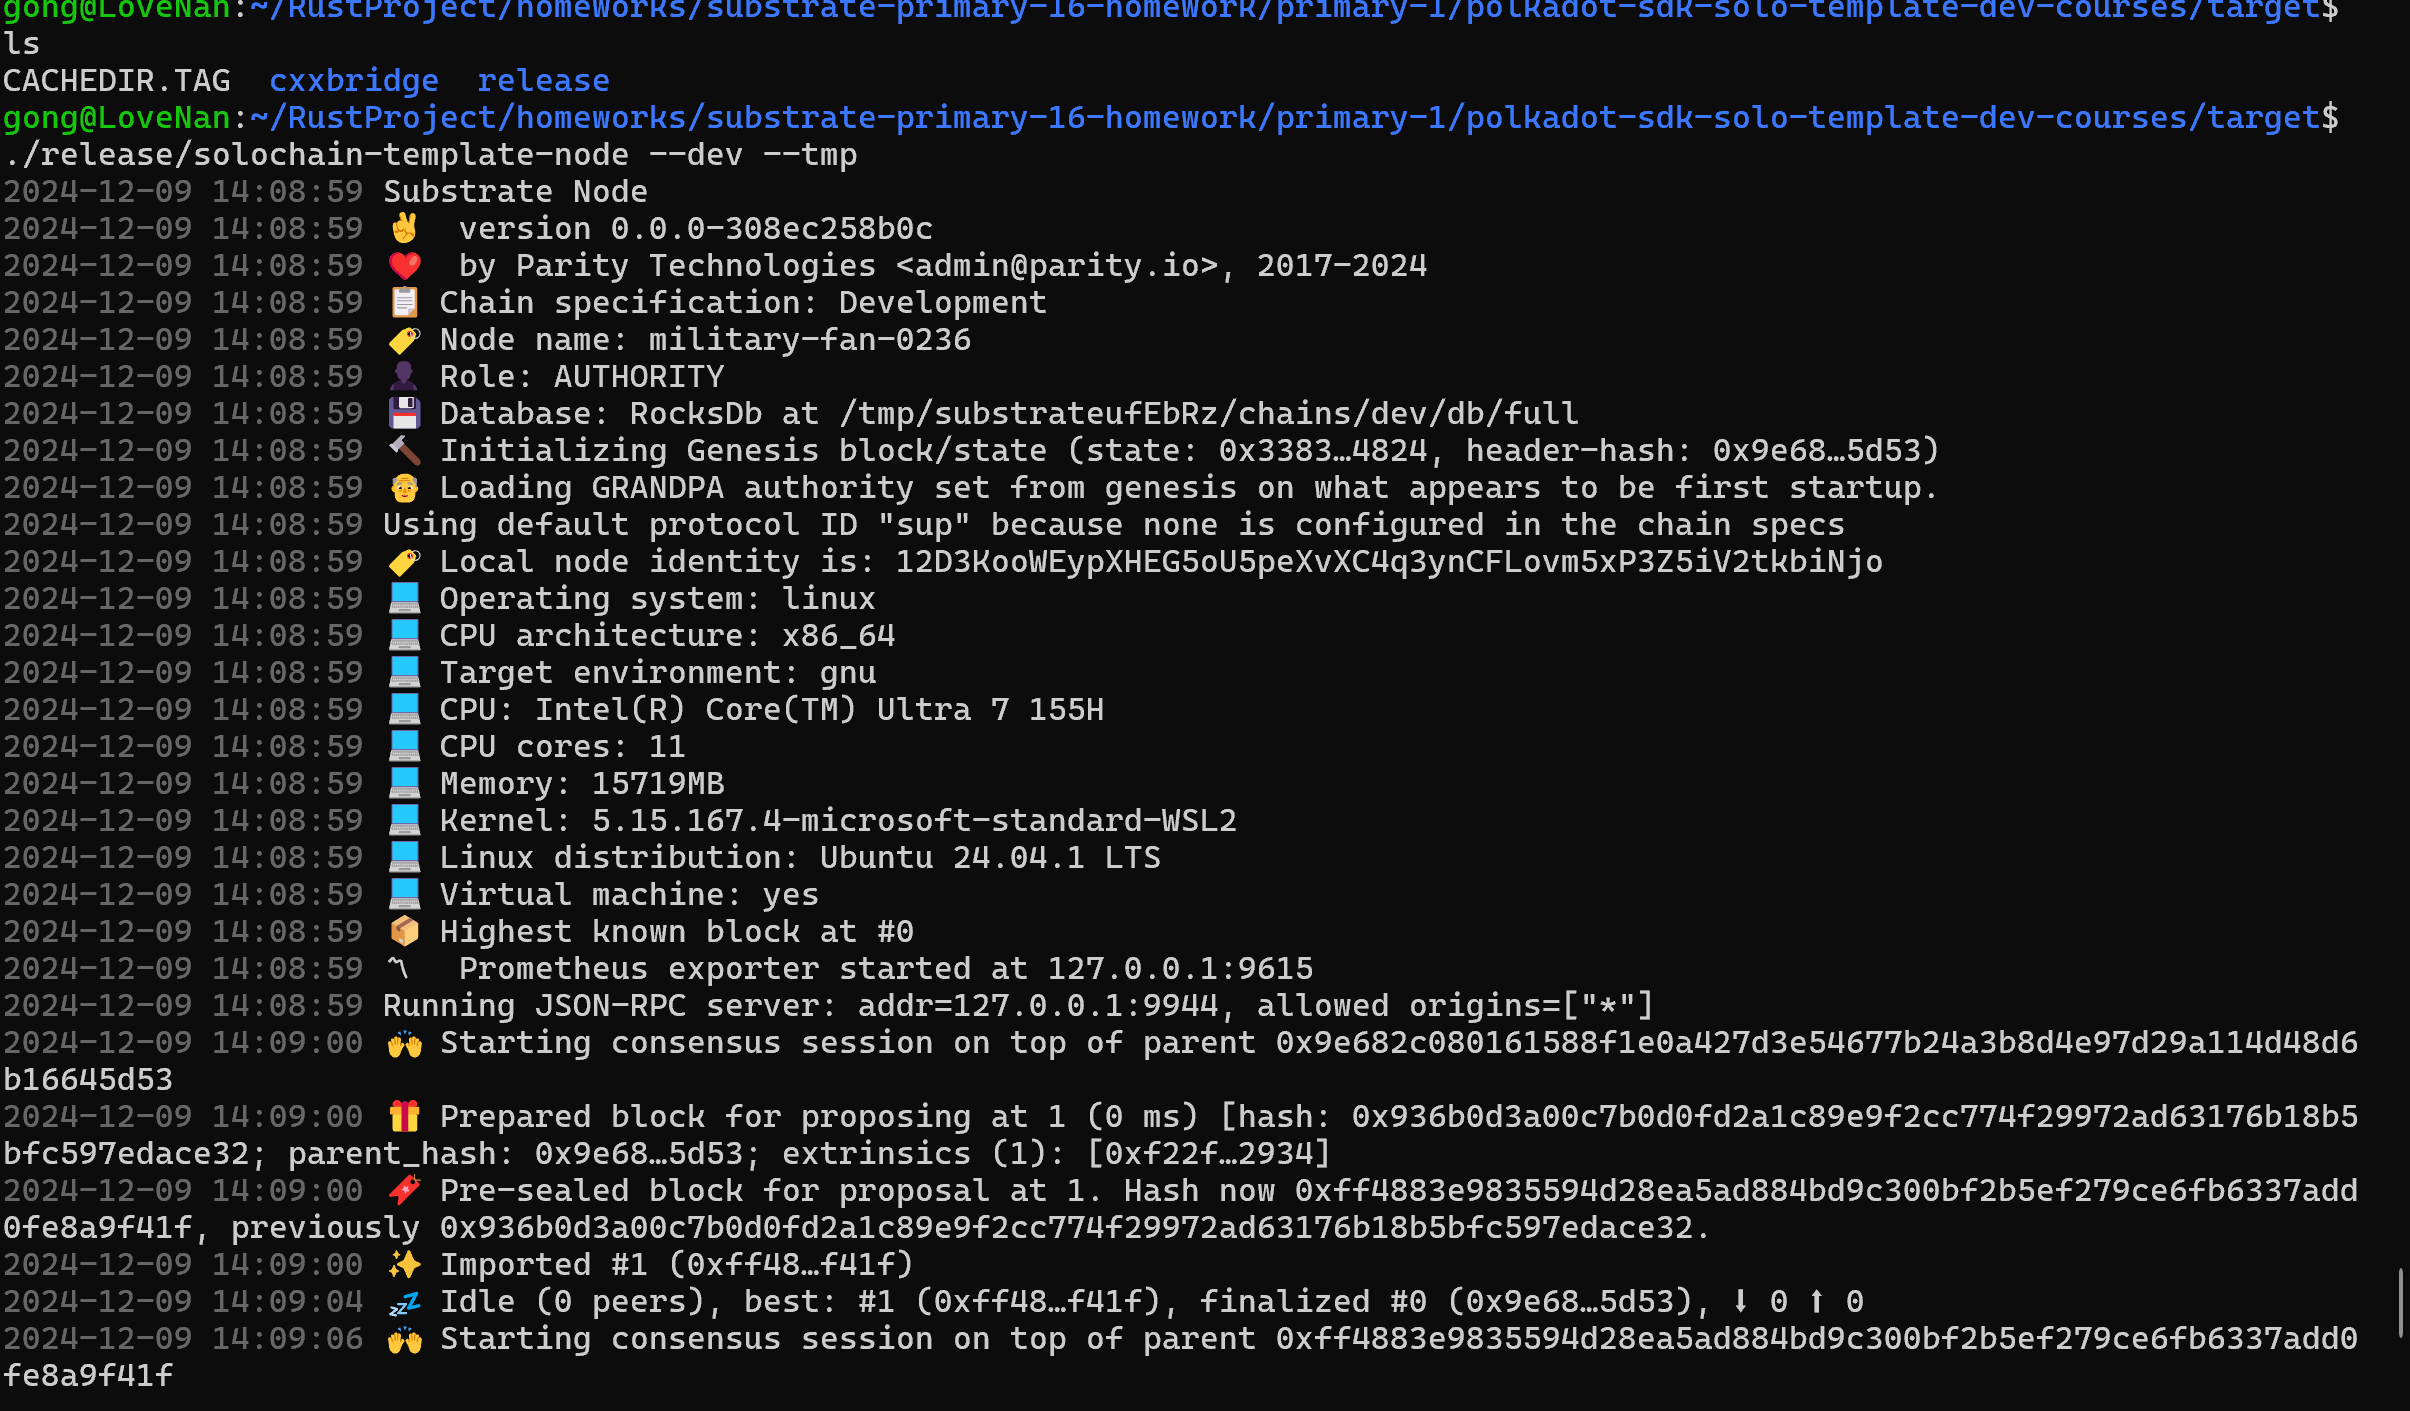 gong@LoveNan:~/RustProject/homeworks/substrate-primary-16-homework/primary-1/polkadot-sdk-solo-template-dev-courses/target$
ls
CACHEDIR.TAG  cxxbridge  release
gong@LoveNan:~/RustProject/homeworks/substrate-primary-16-homework/primary-1/polkadot-sdk-solo-template-dev-courses/target$
./release/solochain-template-node --dev --tmp
2024-12-09 14:08:59 Substrate Node
2024-12-09 14:08:59 ✌️  version 0.0.0-308ec258b0c
2024-12-09 14:08:59 ❤️  by Parity Technologies <admin@parity.io>, 2017-2024
2024-12-09 14:08:59 📋 Chain specification: Development
2024-12-09 14:08:59 🏷 Node name: military-fan-0236
2024-12-09 14:08:59 👤 Role: AUTHORITY
2024-12-09 14:08:59 💾 Database: RocksDb at /tmp/substrateufEbRz/chains/dev/db/full
2024-12-09 14:08:59 🔨 Initializing Genesis block/state (state: 0x3383…4824, header-hash: 0x9e68…5d53)
2024-12-09 14:08:59 👴 Loading GRANDPA authority set from genesis on what appears to be first startup.
2024-12-09 14:08:59 Using default protocol ID "sup" because none is configured in the chain specs
2024-12-09 14:08:59 🏷 Local node identity is: 12D3KooWEypXHEG5oU5peXvXC4q3ynCFLovm5xP3Z5iV2tkbiNjo
2024-12-09 14:08:59 💻 Operating system: linux
2024-12-09 14:08:59 💻 CPU architecture: x86_64
2024-12-09 14:08:59 💻 Target environment: gnu
2024-12-09 14:08:59 💻 CPU: Intel(R) Core(TM) Ultra 7 155H
2024-12-09 14:08:59 💻 CPU cores: 11
2024-12-09 14:08:59 💻 Memory: 15719MB
2024-12-09 14:08:59 💻 Kernel: 5.15.167.4-microsoft-standard-WSL2
2024-12-09 14:08:59 💻 Linux distribution: Ubuntu 24.04.1 LTS
2024-12-09 14:08:59 💻 Virtual machine: yes
2024-12-09 14:08:59 📦 Highest known block at #0
2024-12-09 14:08:59 〽️  Prometheus exporter started at 127.0.0.1:9615
2024-12-09 14:08:59 Running JSON-RPC server: addr=127.0.0.1:9944, allowed origins=["*"]
2024-12-09 14:09:00 🙌 Starting consensus session on top of parent 0x9e682c080161588f1e0a427d3e54677b24a3b8d4e97d29a114d48d6
b16645d53
2024-12-09 14:09:00 🎁 Prepared block for proposing at 1 (0 ms) [hash: 0x936b0d3a00c7b0d0fd2a1c89e9f2cc774f29972ad63176b18b5
bfc597edace32; parent_hash: 0x9e68…5d53; extrinsics (1): [0xf22f…2934]
2024-12-09 14:09:00 🔖 Pre-sealed block for proposal at 1. Hash now 0xff4883e9835594d28ea5ad884bd9c300bf2b5ef279ce6fb6337add
0fe8a9f41f, previously 0x936b0d3a00c7b0d0fd2a1c89e9f2cc774f29972ad63176b18b5bfc597edace32.
2024-12-09 14:09:00 ✨ Imported #1 (0xff48…f41f)
2024-12-09 14:09:04 💤 Idle (0 peers), best: #1 (0xff48…f41f), finalized #0 (0x9e68…5d53), ⬇ 0 ⬆ 0
2024-12-09 14:09:06 🙌 Starting consensus session on top of parent 0xff4883e9835594d28ea5ad884bd9c300bf2b5ef279ce6fb6337add0
fe8a9f41f